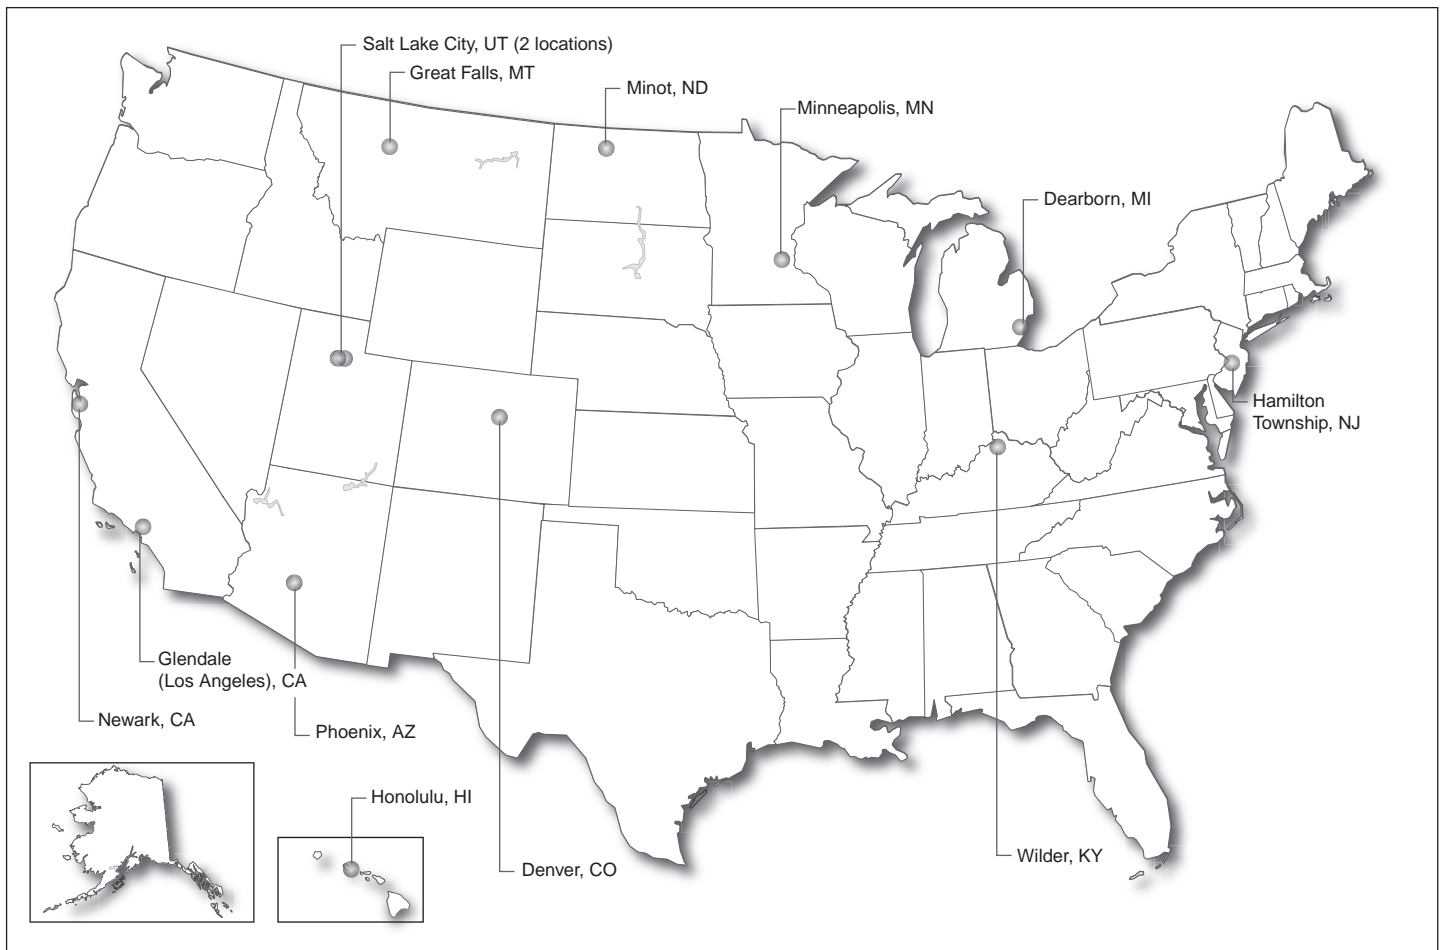 Salt Lake City, UT (2 locations)
Great Falls, MT
Minot, ND
Minneapolis, MN
Dearborn, MI
Hamilton
Township, NJ
Glendale
(Los Angeles), CA
Newark, CA
Phoenix, AZ
Honolulu, HI
Denver, CO
Wilder, KY